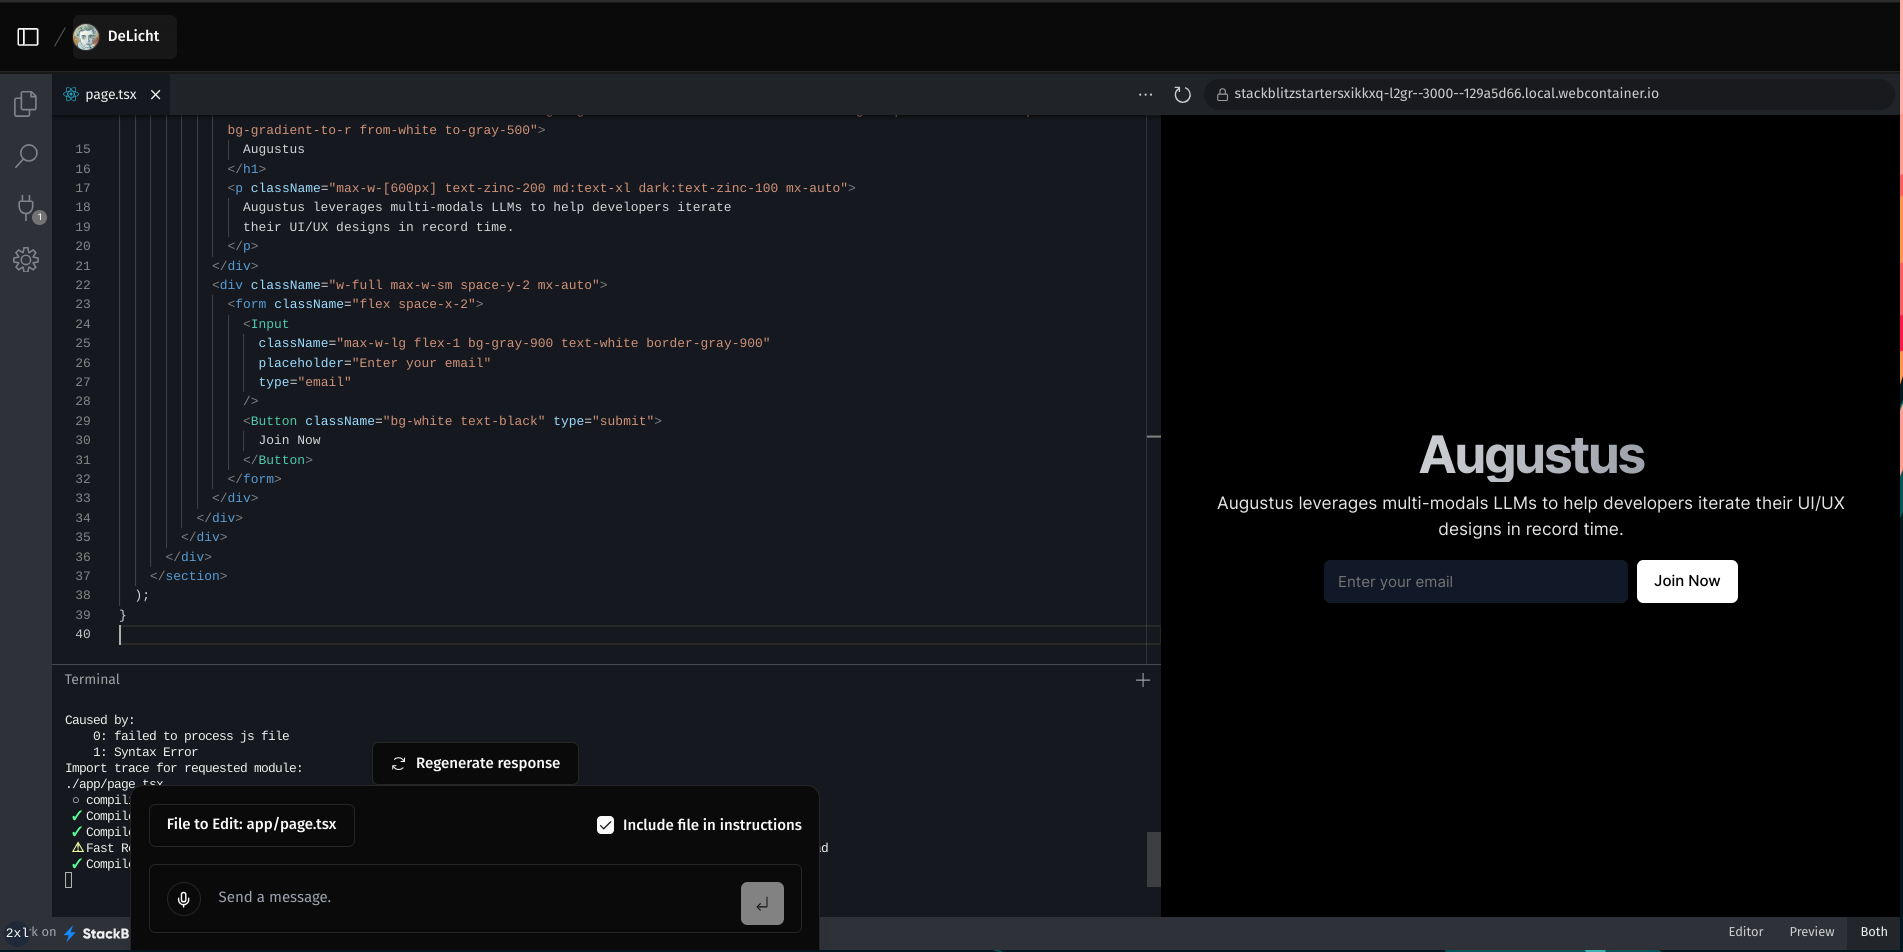 DeLicht
page.tsx
stackblitzstartersxikkxq-l2gr--3000--129a5d66.local.webcontainer.io
bg-gradient-to-r from-white to-gray-500">
15 Augustus
16 </h1>
17 <p className="max-w-[600px] text-zinc-200 md:text-xl dark:text-zinc-100 mx-auto">
18 Augustus leverages multi-modals LLMs to help developers iterate
19 their UI/UX designs in record time.
20 </p>
21 </div>
22 <div className="w-full max-w-sm space-y-2 mx-auto">
23 <form className="flex space-x-2">
24 <Input
25 className="max-w-lg flex-1 bg-gray-900 text-white border-gray-900"
26 placeholder="Enter your email"
27 type="email"
28 />
29 <Button className="bg-white text-black" type="submit">
30 Join Now
31 </Button>
32 </form>
33 </div>
34 </div>
35 </div>
36 </div>
37 </section>
38 );
39 }
40
1
Augustus
Augustus leverages multi-modals LLMs to help developers iterate their UI/UX
designs in record time.
Enter your email
Join Now
Terminal
Caused by:
0: failed to process js file
1: Syntax Error
Import trace for requested module:
./app/page.tsx
○ compili
✓ Compile
✓ Compile
⚠ Fast Re
✓ Compile
Regenerate response
File to Edit: app/page.tsx
Include file in instructions
Send a message.
2xl
k on
StackB
Editor
Preview
Both